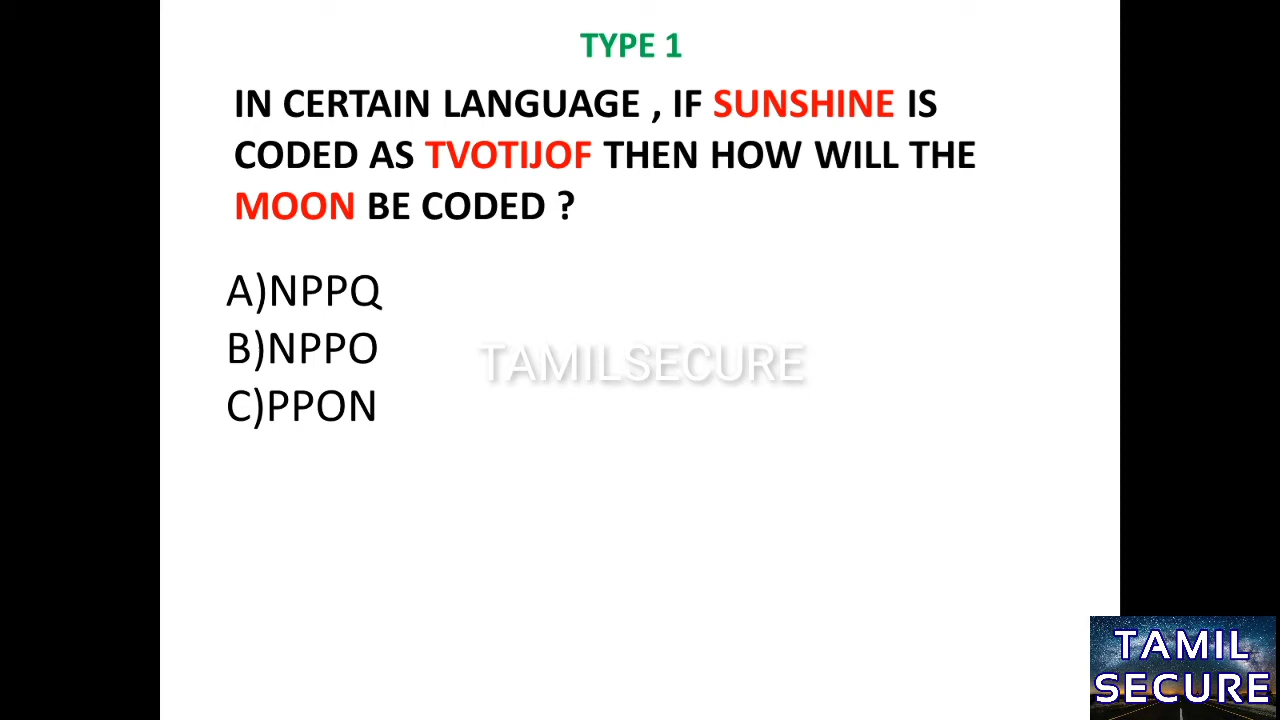 TYPE 1
IN CERTAIN LANGUAGE , IF SUNSHINE IS
CODED AS TVOTIJOF THEN HOW WILL THE
MOON BE CODED ?
A)NPPQ
B)NPPO
C)PPON
TAMILSECURE
TAMIL
SECURE